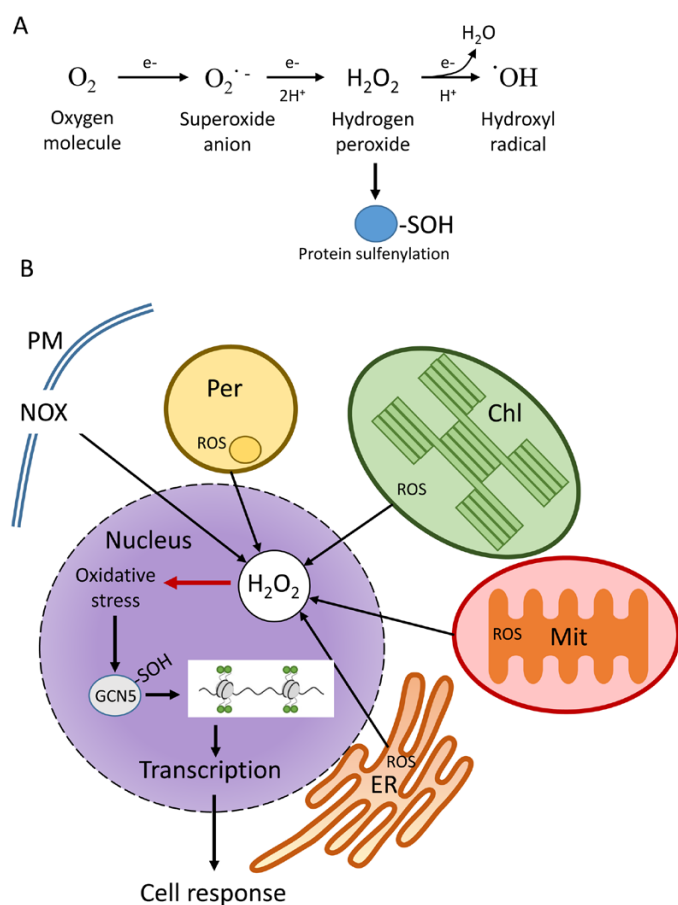 A
H₂O
e- e- e-
O₂ O₂˙⁻ H₂O₂ ˙OH
2H⁺ H⁺
Oxygen Superoxide Hydrogen Hydroxyl
molecule anion peroxide radical
-SOH
Protein sulfenylation
B
PM
NOX
Per
ROS
Chl
ROS
Nucleus
Oxidative
stress
H₂O₂
ROS Mit
-SOH
GCN5
ROS
ER
Transcription
Cell response